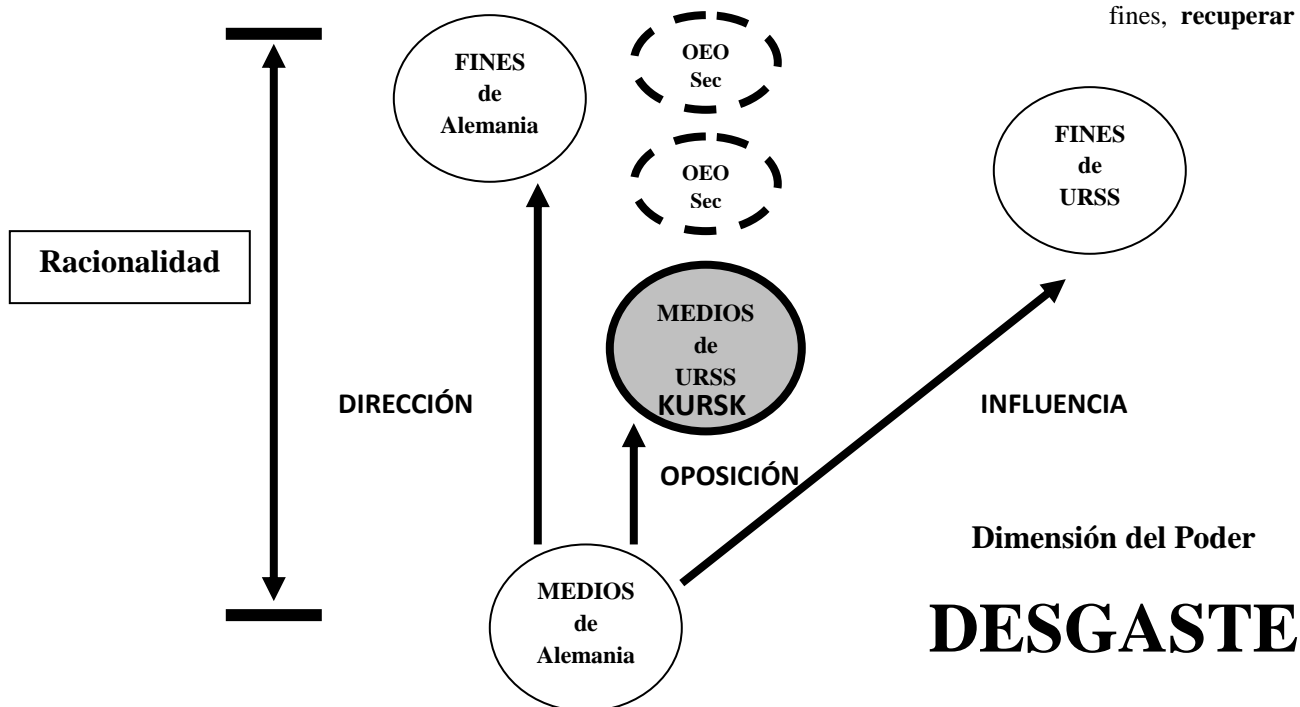 fines, recuperar
FINES
de
Alemania
OEO
Sec
OEO
Sec
FINES
de
URSS
Racionalidad
MEDIOS
de
URSS
KURSK
DIRECCIÓN
INFLUENCIA
OPOSICIÓN
Dimensión del Poder
DESGASTE
MEDIOS
de
Alemania